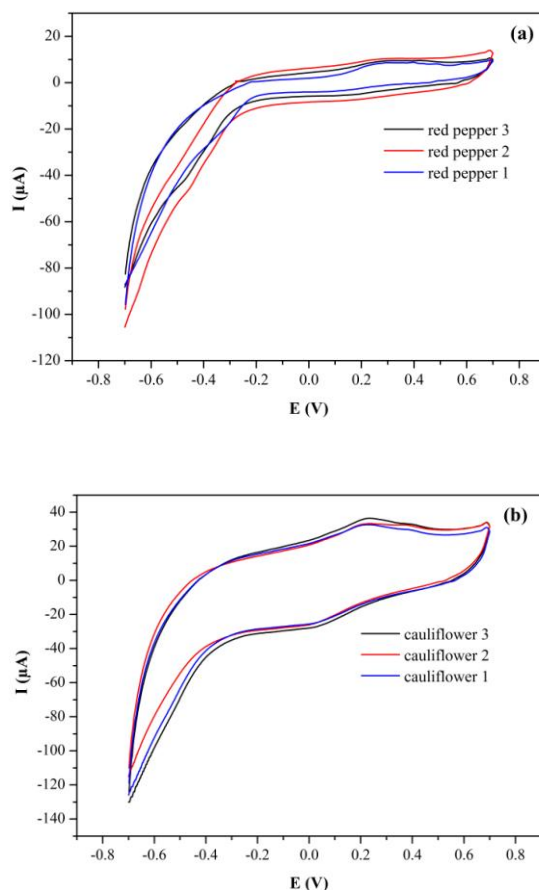 (a)
20
0
-20
-40
-60
-80
-100
-120
I (µA)
red pepper 3
red pepper 2
red pepper 1
-0.8 -0.6 -0.4 -0.2 0.0 0.2 0.4 0.6 0.8
E (V)
(b)
40
20
0
-20
-40
-60
-80
-100
-120
-140
I (µA)
cauliflower 3
cauliflower 2
cauliflower 1
-0.8 -0.6 -0.4 -0.2 0.0 0.2 0.4 0.6 0.8
E (V)